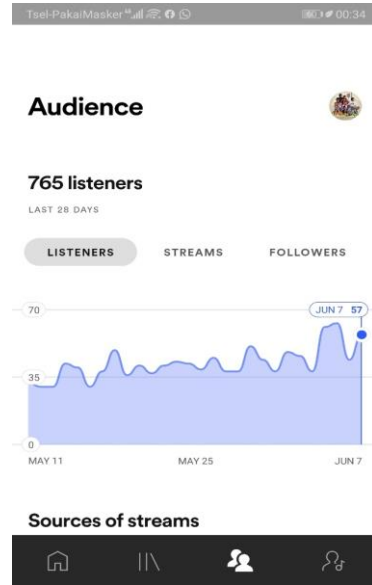 Tsel-PakaiMasker 00:34
Audience
765 listeners
LAST 28 DAYS
LISTENERS STREAMS FOLLOWERS
70 JUN 7 57
35
0
MAY 11 MAY 25 JUN 7
Sources of streams